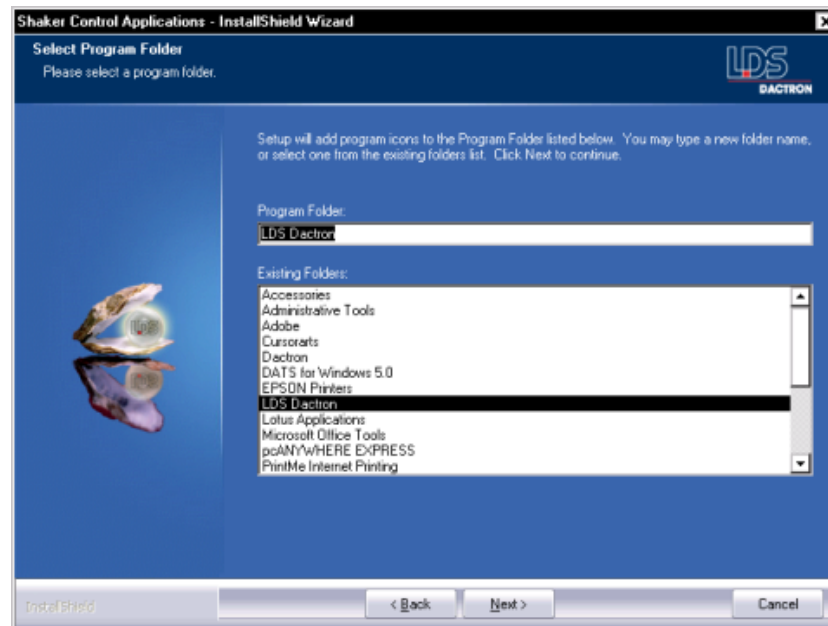 Shaker Control Applications - InstallShield Wizard
Select Program Folder
Please select a program folder.
LDS
DACTRON
Setup will add program icons to the Program Folder listed below. You may type a new folder name,
or select one from the existing folders list. Click Next to continue.
Program Folder:
LDS Dactron
Existing Folders:
Accessories
Administrative Tools
Adobe
Cursorarts
Dactron
DATS for Windows 5.0
EPSON Printers
LDS Dactron
Lotus Applications
Microsoft Office Tools
pcANYWHERE EXPRESS
PrintMe Internet Printing
LDS
InstallShield
< Back
Next >
Cancel